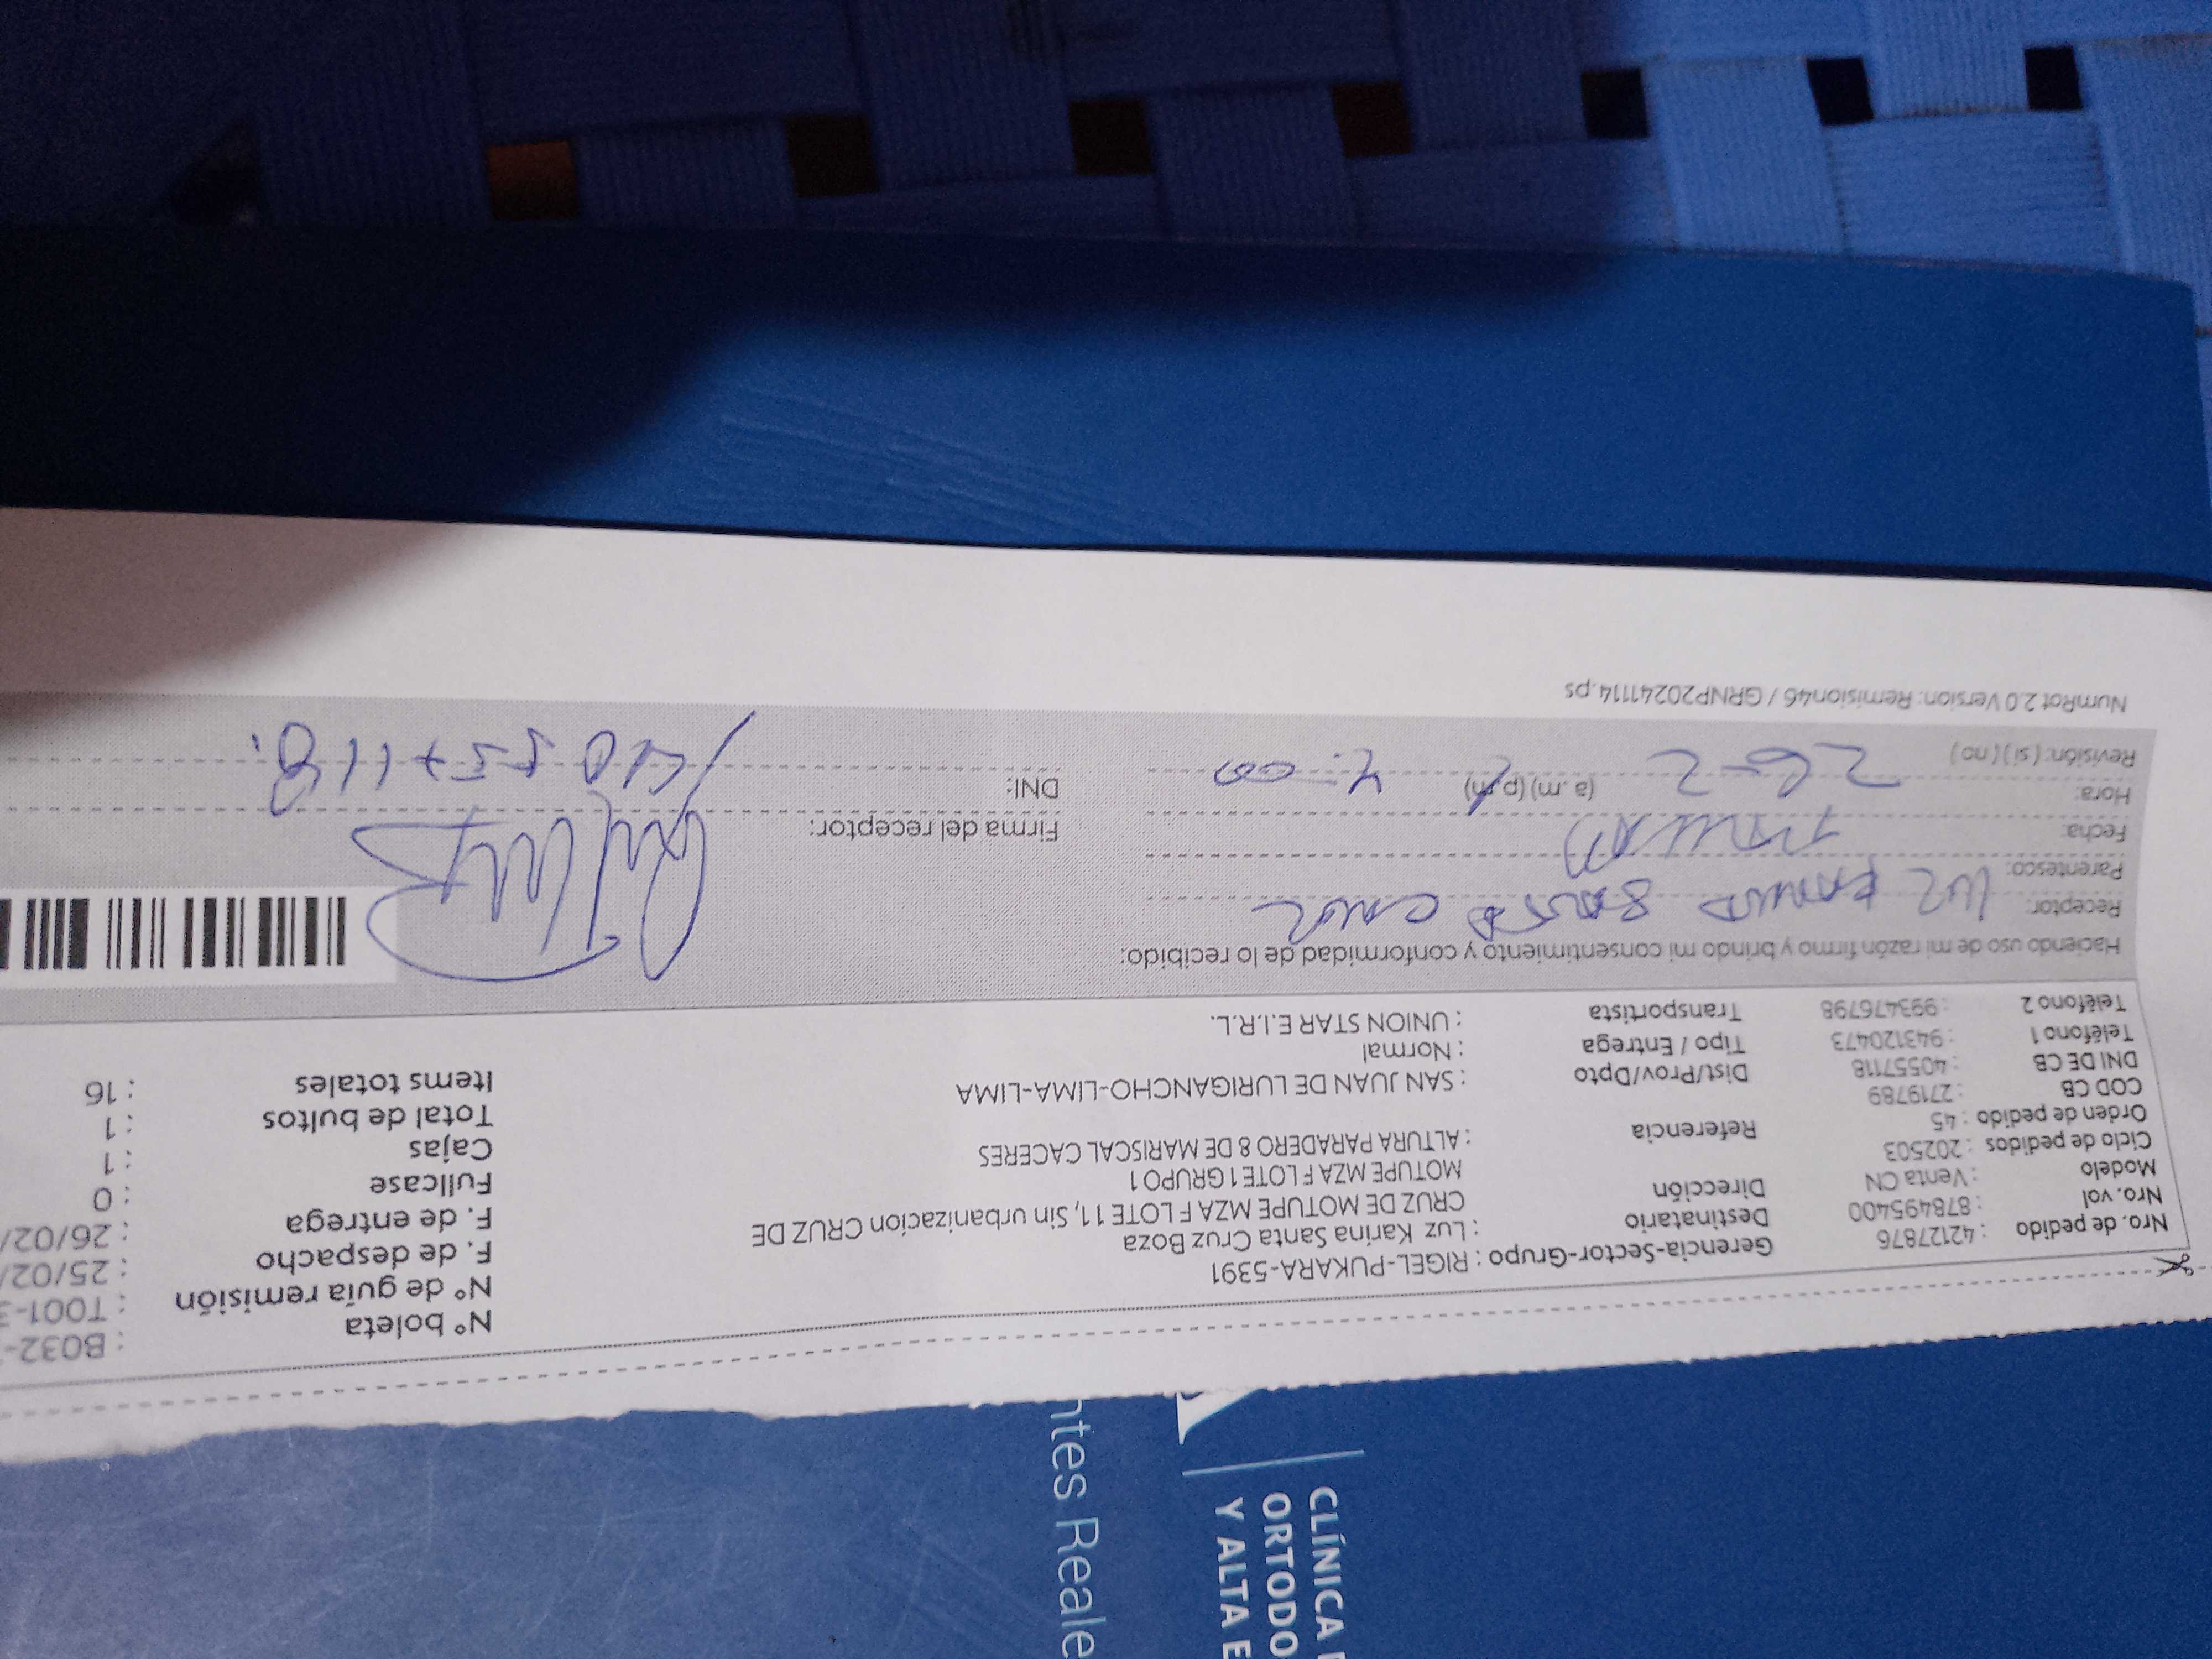 Nro. de pedido : 42127876
Nro. vol : 878495400
Modelo : Venta CN
Ciclo de pedidos : 202503
Orden de pedido : 45
COD CB : 2719789
DNI DE CB : 40557118
Teléfono 1 : 943120473
Teléfono 2 : 993476798
Gerencia-Sector-Grupo : RIGEL-PUKARA-5391
Destinatario : Luz Karina Santa Cruz Boza
Dirección CRUZ DE MOTUPE MZA F LOTE 11, Sin urbanizacion CRUZ DE
MOTUPE MZA F LOTE 1 GRUPO 1
Referencia : ALTURA PARADERO 8 DE MARISCAL CACERES
Dist/Prov/Dpto : SAN JUAN DE LURIGANCHO-LIMA-LIMA
Tipo / Entrega : Normal
Transportista : UNION STAR E.I.R.L.
N° boleta : B032-
N° de guía remisión : T001-3
F. de despacho : 25/02/
F. de entrega : 26/02/
Fullcase : 0
Cajas : 1
Total de bultos : 1
Items totales : 16
Haciendo uso de mi razón firmo y brindo mi consentimiento y conformidad de lo recibido:
Receptor: Luz
Parentesco:
Fecha:
Hora: 26-2 (a. m) (p.m) 4:00
Revisión: ( si ) ( no )
Firma del receptor:
DNI: 40557118
NumRot 2.0 Version: Remision46 / GRNP20241114.ps
CLÍNICA
ORTODO
Y ALTA E
ntes Reale